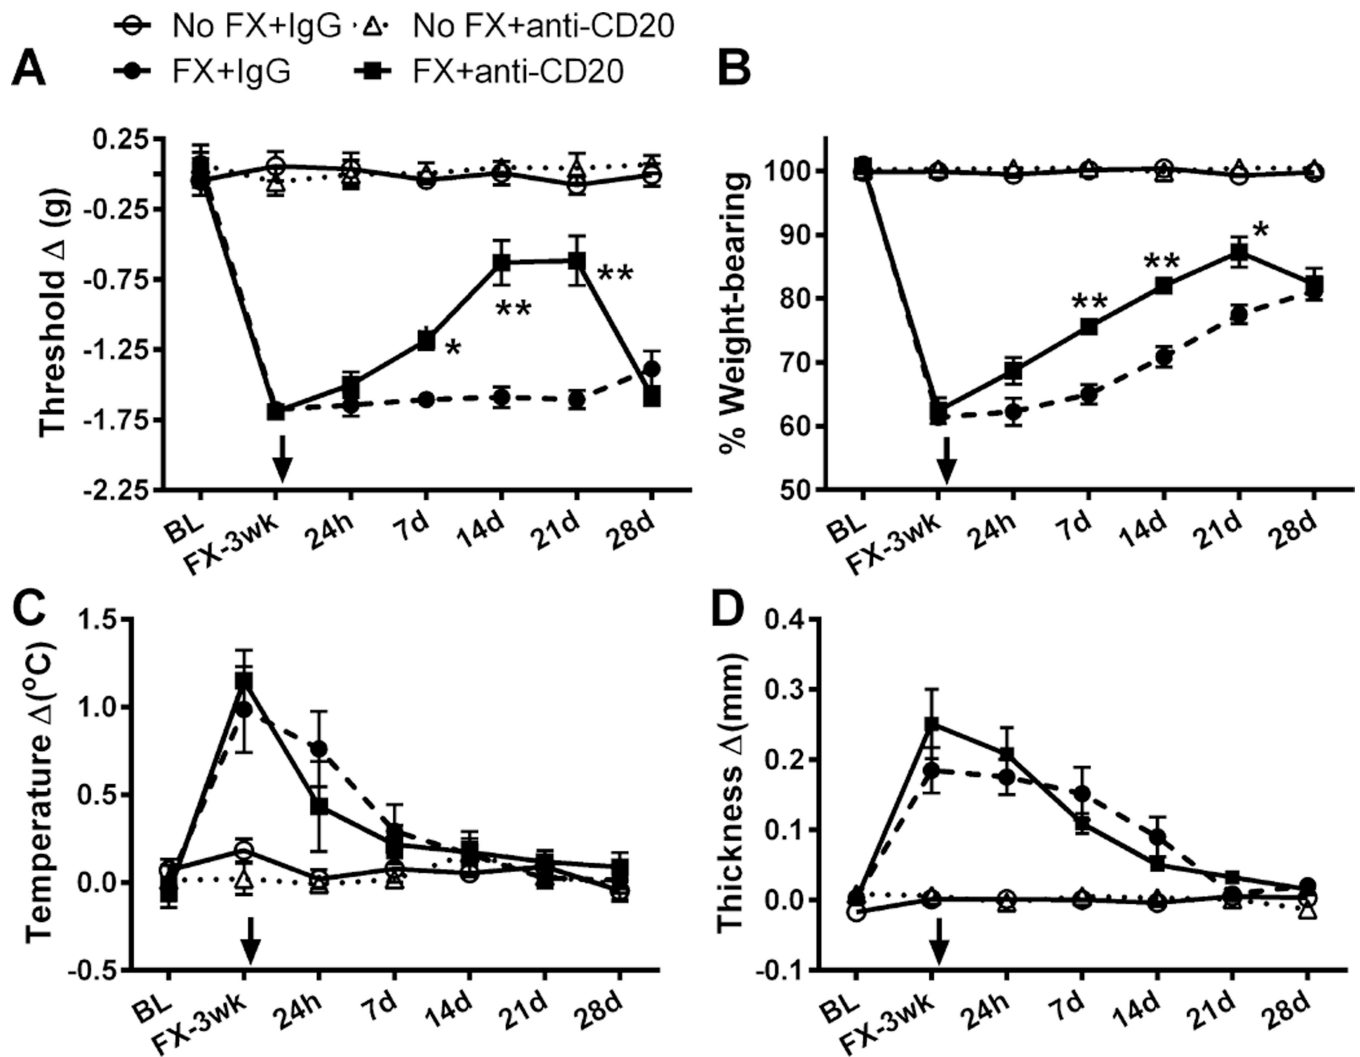 No FX+IgG No FX+anti-CD20
FX+IgG FX+anti-CD20
A
Threshold Δ (g)
0.25
-0.25
-0.75
-1.25
-1.75
-2.25
*
**
**
BL FX-3wk 24h 7d 14d 21d 28d
B
% Weight-bearing
100
90
80
70
60
50
**
**
*
BL FX-3wk 24h 7d 14d 21d 28d
C
Temperature Δ(ºC)
1.5
1.0
0.5
0.0
-0.5
BL FX-3wk 24h 7d 14d 21d 28d
D
Thickness Δ(mm)
0.4
0.3
0.2
0.1
0.0
-0.1
BL FX-3wk 24h 7d 14d 21d 28d